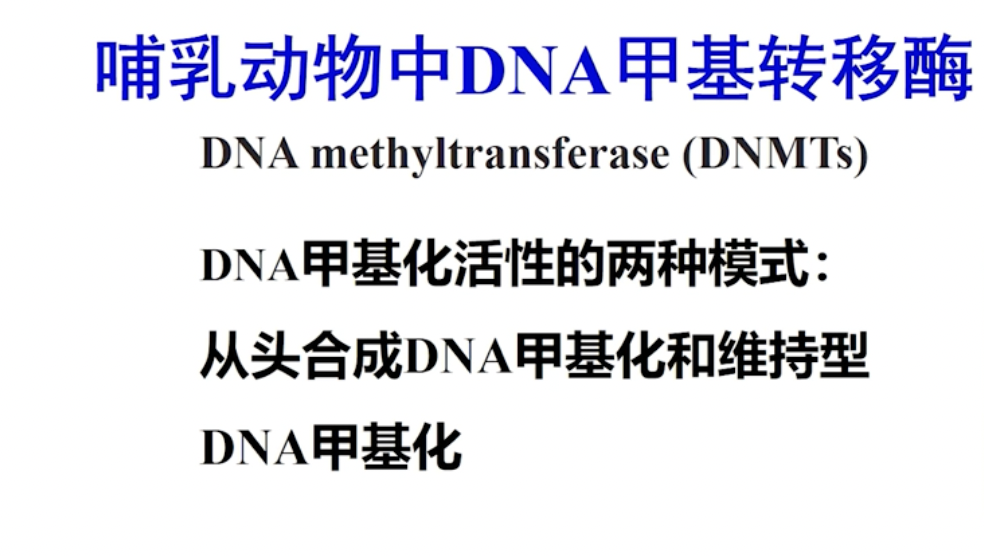 哺乳动物中DNA甲基转移酶
DNA methyltransferase (DNMTs)
DNA甲基化活性的两种模式：
从头合成DNA甲基化和维持型
DNA甲基化